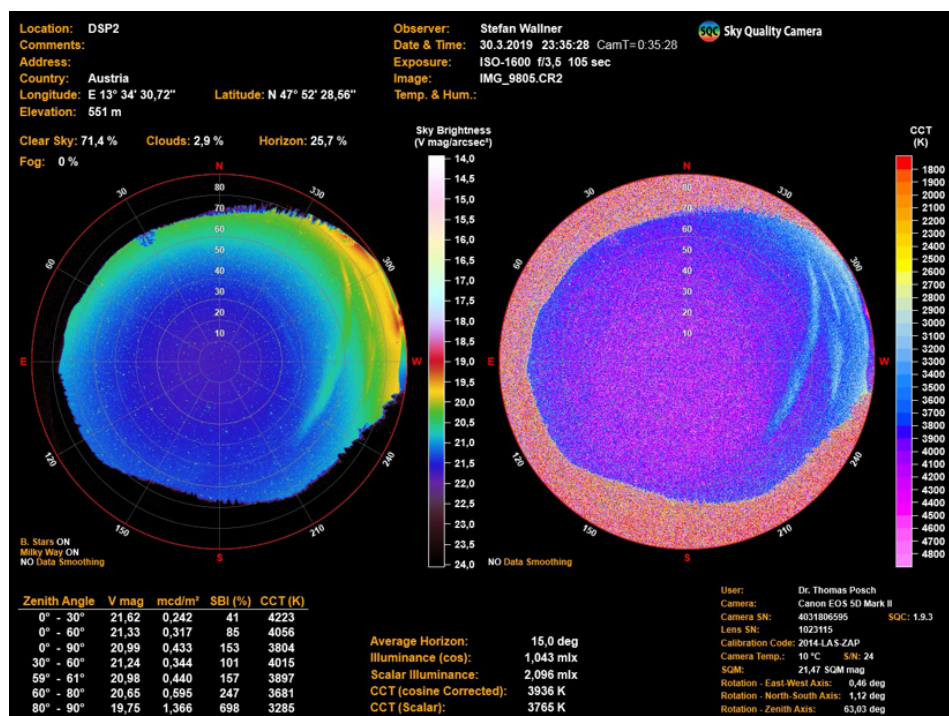 Location: DSP2
Comments:
Address:
Country: Austria
Longitude: E 13° 34' 30,72" Latitude: N 47° 52' 28,56"
Elevation: 551 m
Observer: Stefan Wallner
Date & Time: 30.3.2019 23:35:28 CamT=0:35:28
Exposure: ISO-1600 f/3,5 105 sec
Image: IMG_9805.CR2
Temp. & Hum.:
SQC Sky Quality Camera
Clear Sky: 71,4 % Clouds: 2,9 % Horizon: 25,7 %
Fog: 0 %
N
30
330
60
300
E
W
120
240
150
210
S
80
70
60
50
40
30
20
10
B. Stars ON
Milky Way ON
NO Data Smoothing
Sky Brightness
(V mag/arcsec²)
14,0
14,5
15,0
15,5
16,0
16,5
17,0
17,5
18,0
18,5
19,0
19,5
20,0
20,5
21,0
21,5
22,0
22,5
23,0
23,5
24,0
N
30
330
60
300
E
W
120
240
150
210
S
80
70
60
50
40
30
20
10
NO Data Smoothing
CCT
(K)
1800
1900
2000
2100
2200
2300
2400
2500
2600
2700
2800
2900
3000
3100
3200
3300
3400
3500
3600
3700
3800
3900
4000
4100
4200
4300
4400
4500
4600
4700
4800
Zenith Angle V mag mcd/m² SBI (%) CCT (K)
0° - 30° 21,62 0,242 41 4223
0° - 60° 21,33 0,317 85 4056
0° - 90° 20,99 0,433 153 3804
30° - 60° 21,24 0,344 101 4015
59° - 61° 20,98 0,440 157 3897
60° - 80° 20,65 0,595 247 3681
80° - 90° 19,75 1,366 698 3285
Average Horizon: 15,0 deg
Illuminance (cos): 1,043 mlx
Scalar Illuminance: 2,096 mlx
CCT (cosine Corrected): 3936 K
CCT (Scalar): 3765 K
User: Dr. Thomas Posch
Camera: Canon EOS 5D Mark II
Camera SN: 4031806595 SQC: 1.9.3
Lens SN: 1023115
Calibration Code: 2014-LAS-ZAP
Camera Temp.: 10 °C S/N: 24
SQM: 21,47 SQM mag
Rotation - East-West Axis: 0,46 deg
Rotation - North-South Axis: 1,12 deg
Rotation - Zenith Axis: 63,03 deg